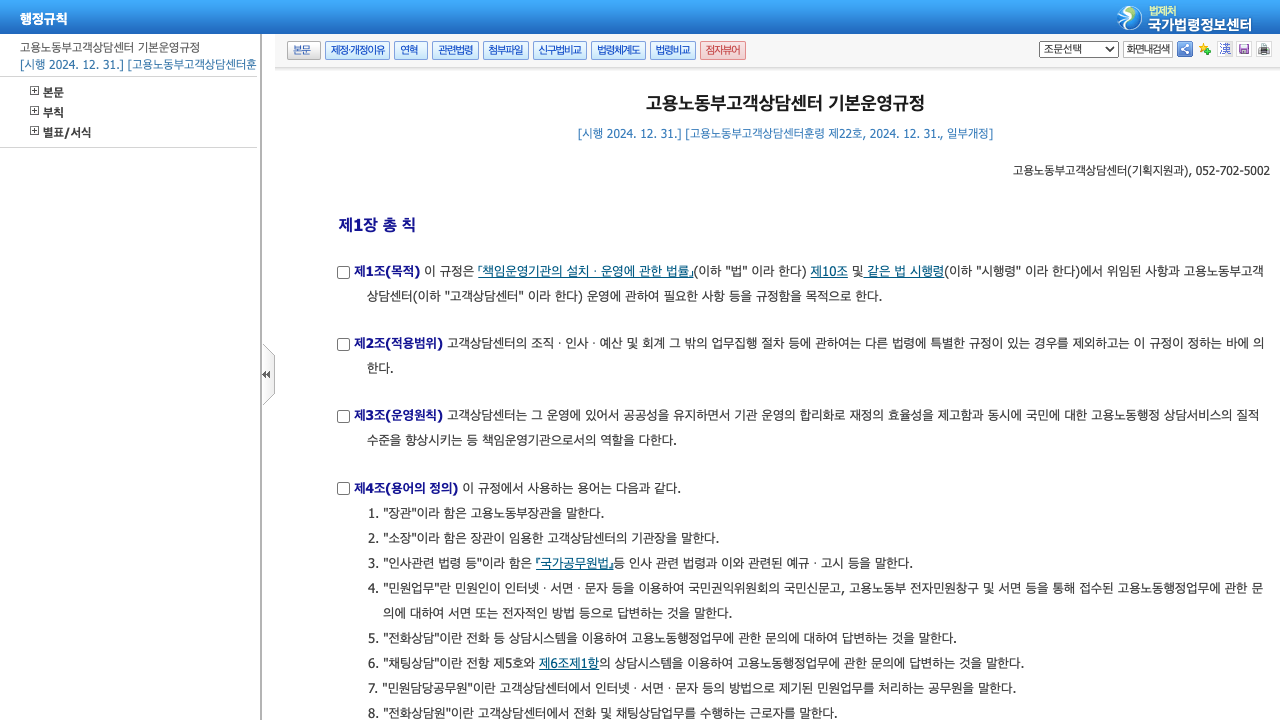 행정규칙
법제처
국가법령정보센터
고용노동부고객상담센터 기본운영규정
[시행 2024. 12. 31.] [고용노동부고객상담센터훈
본문
부칙
별표/서식
본문 제정·개정이유 연혁 관련법령 첨부파일 신구법비교 법령체계도 법령비교 점자뷰어
조문선택 화면내검색 漢
고용노동부고객상담센터 기본운영규정
[시행 2024. 12. 31.] [고용노동부고객상담센터훈령 제22호, 2024. 12. 31., 일부개정]
고용노동부고객상담센터(기획지원과), 052-702-5002
제1장 총 칙
제1조(목적) 이 규정은 「책임운영기관의 설치ㆍ운영에 관한 법률」(이하 "법" 이라 한다) 제10조 및 같은 법 시행령(이하 "시행령" 이라 한다)에서 위임된 사항과 고용노동부고객
상담센터(이하 "고객상담센터" 이라 한다) 운영에 관하여 필요한 사항 등을 규정함을 목적으로 한다.
제2조(적용범위) 고객상담센터의 조직ㆍ인사ㆍ예산 및 회계 그 밖의 업무집행 절차 등에 관하여는 다른 법령에 특별한 규정이 있는 경우를 제외하고는 이 규정이 정하는 바에 의
한다.
제3조(운영원칙) 고객상담센터는 그 운영에 있어서 공공성을 유지하면서 기관 운영의 합리화로 재정의 효율성을 제고함과 동시에 국민에 대한 고용노동행정 상담서비스의 질적
수준을 향상시키는 등 책임운영기관으로서의 역할을 다한다.
제4조(용어의 정의) 이 규정에서 사용하는 용어는 다음과 같다.
1. "장관"이라 함은 고용노동부장관을 말한다.
2. "소장"이라 함은 장관이 임용한 고객상담센터의 기관장을 말한다.
3. "인사관련 법령 등"이라 함은 『국가공무원법』등 인사 관련 법령과 이와 관련된 예규ㆍ고시 등을 말한다.
4. "민원업무"란 민원인이 인터넷ㆍ서면ㆍ문자 등을 이용하여 국민권익위원회의 국민신문고, 고용노동부 전자민원창구 및 서면 등을 통해 접수된 고용노동행정업무에 관한 문
의에 대하여 서면 또는 전자적인 방법 등으로 답변하는 것을 말한다.
5. "전화상담"이란 전화 등 상담시스템을 이용하여 고용노동행정업무에 관한 문의에 대하여 답변하는 것을 말한다.
6. "채팅상담"이란 전항 제5호와 제6조제1항의 상담시스템을 이용하여 고용노동행정업무에 관한 문의에 답변하는 것을 말한다.
7. "민원담당공무원"이란 고객상담센터에서 인터넷ㆍ서면ㆍ문자 등의 방법으로 제기된 민원업무를 처리하는 공무원을 말한다.
8. "전화상담원"이란 고객상담센터에서 전화 및 채팅상담업무를 수행하는 근로자를 말한다.